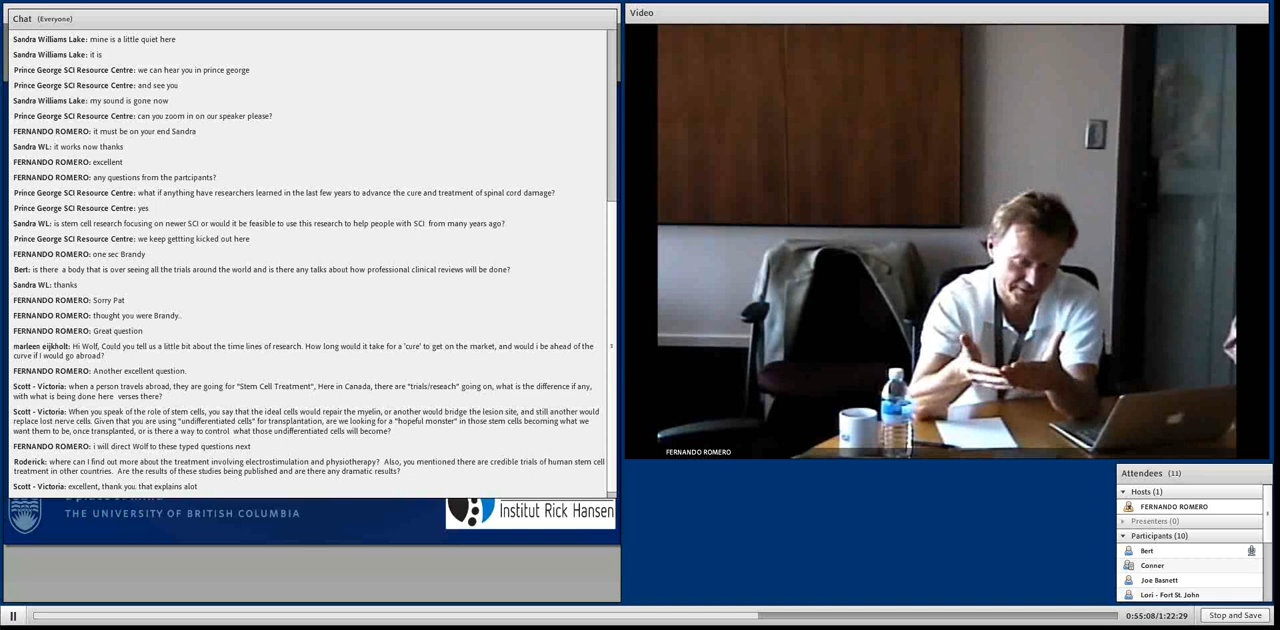 Chat (Everyone)
Sandra Williams Lake: mine is a little quiet here
Sandra Williams Lake: it is
Prince George SCI Resource Centre: we can hear you in prince george
Prince George SCI Resource Centre: and see you
Sandra Williams Lake: my sound is gone now
Prince George SCI Resource Centre: can you zoom in on our speaker please?
FERNANDO ROMERO: it must be on your end Sandra
Sandra WL: it works now thanks
FERNANDO ROMERO: excellent
FERNANDO ROMERO: any questions from the partcipants?
Prince George SCI Resource Centre: what if anything have researchers learned in the last few years to advance the cure and treatment of spinal cord damage?
Prince George SCI Resource Centre: yes
Sandra WL: is stem cell research focusing on newer SCI or would it be feasible to use this research to help people with SCI from many years ago?
Prince George SCI Resource Centre: we keep gettting kicked out here
FERNANDO ROMERO: one sec Brandy
Bert: is there a body that is over seeing all the trials around the world and is there any talks about how professional clinical reviews will be done?
Sandra WL: thanks
FERNANDO ROMERO: Sorry Pat
FERNANDO ROMERO: thought you were Brandy..
FERNANDO ROMERO: Great question
marleen eijkholt: Hi Wolf, Could you tell us a little bit about the time lines of research. How long would it take for a 'cure' to get on the market, and would i be ahead of the
curve if I would go abroad?
FERNANDO ROMERO: Another excellent question.
Scott - Victoria: when a person travels abroad, they are going for "Stem Cell Treatment", Here in Canada, there are "trials/reseach" going on, what is the difference if any,
with what is being done here verses there?
Scott - Victoria: When you speak of the role of stem cells, you say that the ideal cells would repair the myelin, or another would bridge the lesion site, and still another would
replace lost nerve cells. Given that you are using "undifferentiated cells" for transplantation, are we looking for a "hopeful monster" in those stem cells becoming what we
want them to be, once transplanted, or is there a way to control what those undifferentiated cells will become?
FERNANDO ROMERO: i will direct Wolf to these typed questions next
Roderick: where can I find out more about the treatment involving electrostimulation and physiotherapy? Also, you mentioned there are credible trials of human stem cell
treatment in other countries. Are the results of these studies being published and are there any dramatic results?
Scott - Victoria: excellent, thank you. that explains alot
THE UNIVERSITY OF BRITISH COLUMBIA
Institut Rick Hansen
Video
FERNANDO ROMERO
Attendees (11)
Hosts (1)
FERNANDO ROMERO
Presenters (0)
Participants (10)
Bert
Conner
Joe Basnett
Lori - Fort St. John
0:55:08/1:22:29
Stop and Save